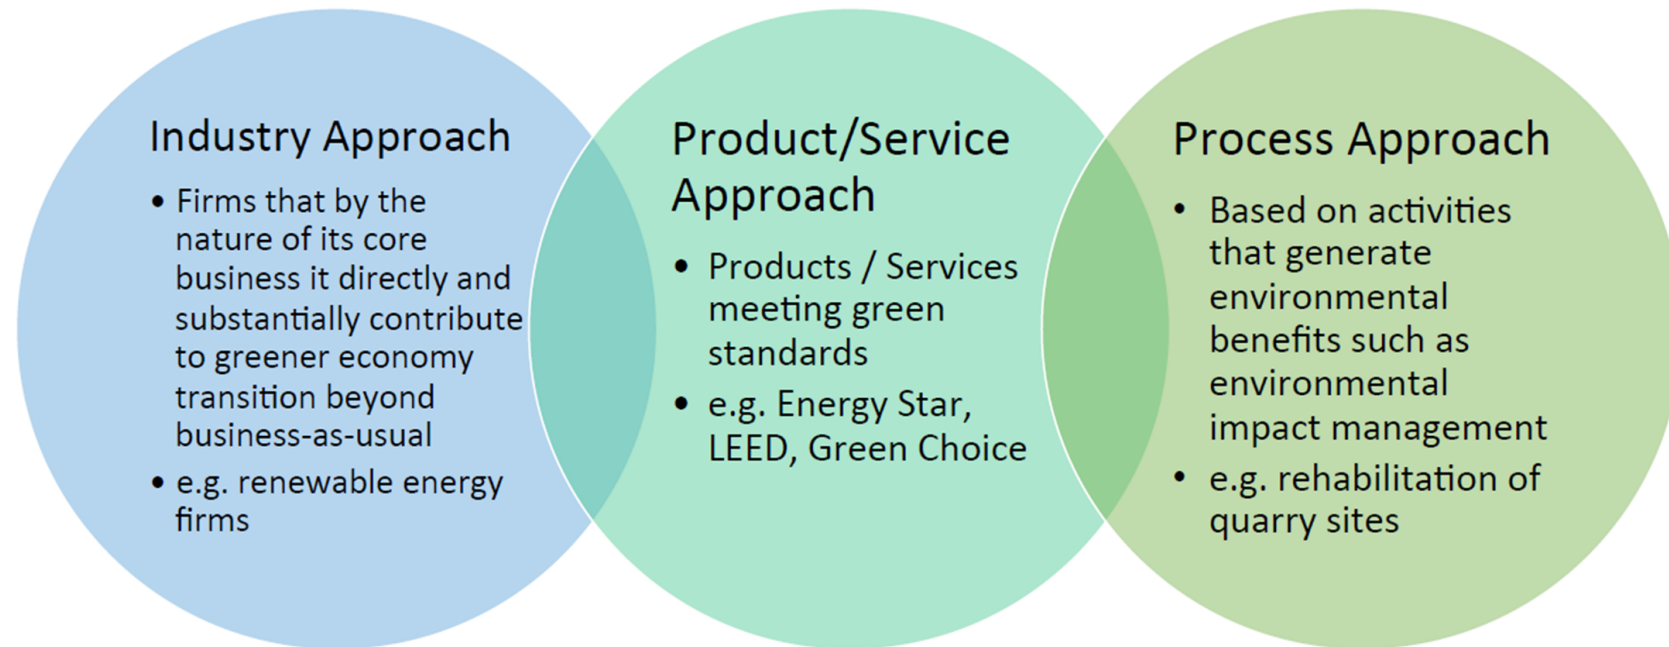 Industry Approach
• Firms that by the
nature of its core
business it directly and
substantially contribute
to greener economy
transition beyond
business-as-usual
• e.g. renewable energy
firms
Product/Service
Approach
• Products / Services
meeting green
standards
• e.g. Energy Star,
LEED, Green Choice
Process Approach
• Based on activities
that generate
environmental
benefits such as
environmental
impact management
• e.g. rehabilitation of
quarry sites